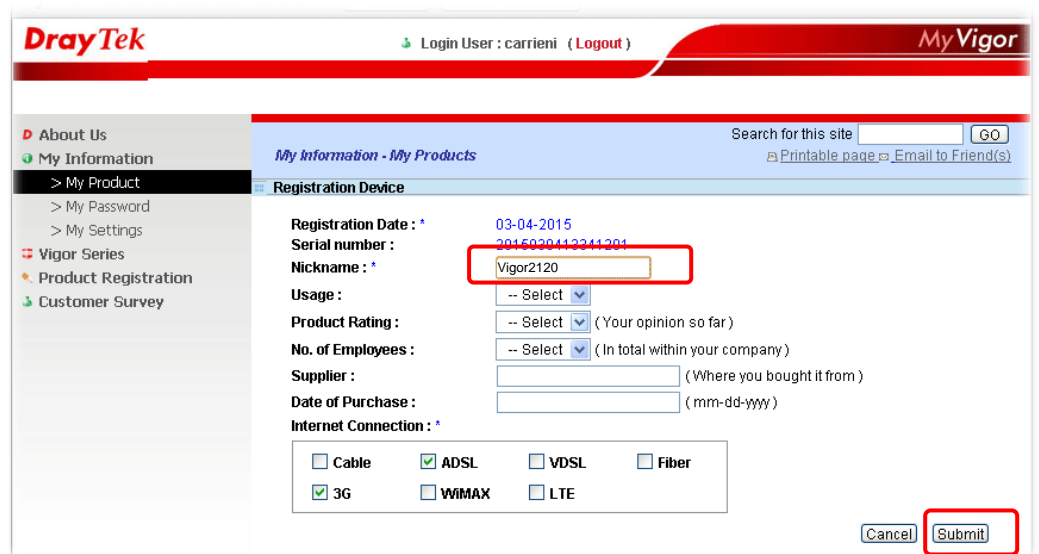 DrayTek
Login User : carrieni ( Logout )
MyVigor
About Us
My Information
> My Product
> My Password
> My Settings
Vigor Series
Product Registration
Customer Survey
Search for this site GO
My Information - My Products
Printable page Email to Friend(s)
Registration Device
Registration Date : * 03-04-2015
Serial number : 2015030413341201
Nickname : * Vigor2120
Usage : -- Select
Product Rating : -- Select ( Your opinion so far )
No. of Employees : -- Select ( In total within your company )
Supplier : ( Where you bought it from )
Date of Purchase : ( mm-dd-yyyy )
Internet Connection : *
Cable ADSL VDSL Fiber
3G WiMAX LTE
Cancel Submit